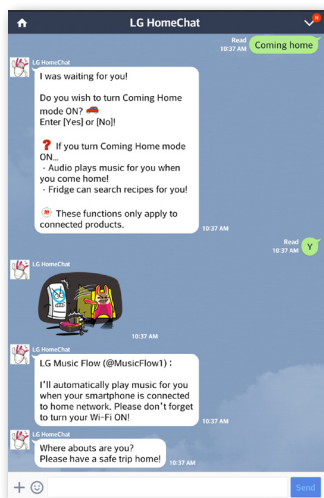 LG HomeChat
N
Read
10:37 AM
Coming home
LG HomeChat
I was waiting for you!
Do you wish to turn Coming Home
mode ON?
Enter [Yes] or [No]!
If you turn Coming Home mode
ON...
- Audio plays music for you when
you come home!
- Fridge can search recipes for you!
These functions only apply to
connected products.
10:37 AM
Read
10:37 AM
Y
LG HomeChat
10:37 AM
LG HomeChat
LG Music Flow (@MusicFlow1) :
I'll automatically play music for you
when your smartphone is connected
to home network. Please don't forget
to turn your Wi-Fi ON!
10:37 AM
LG HomeChat
Where abouts are you?
Please have a safe trip home!
10:37 AM
Send